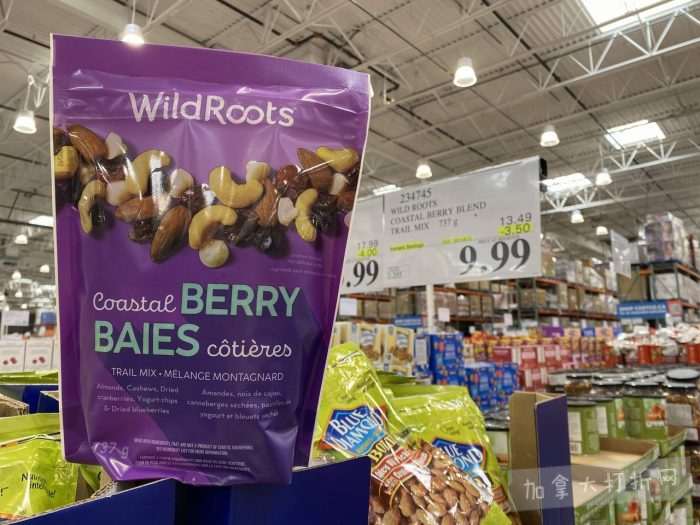 WILDROOTS
Coastal BERRY
BAIES côtières
TRAIL MIX • MÉLANGE MONTAGNARD
Almonds, Cashews, Dried
cranberries, Yogurt chips
& Dried blueberries
Amandes, noix de cajou,
canneberges séchées,
yogourt et bleuets séchés
737 g
234745
WILD ROOTS
COASTAL BERRY BLEND
TRAIL MIX 737 g
13.49
-3.50
9.99
17.99
-4.00
.99
BLUE
DIAMOND
加拿大打折网